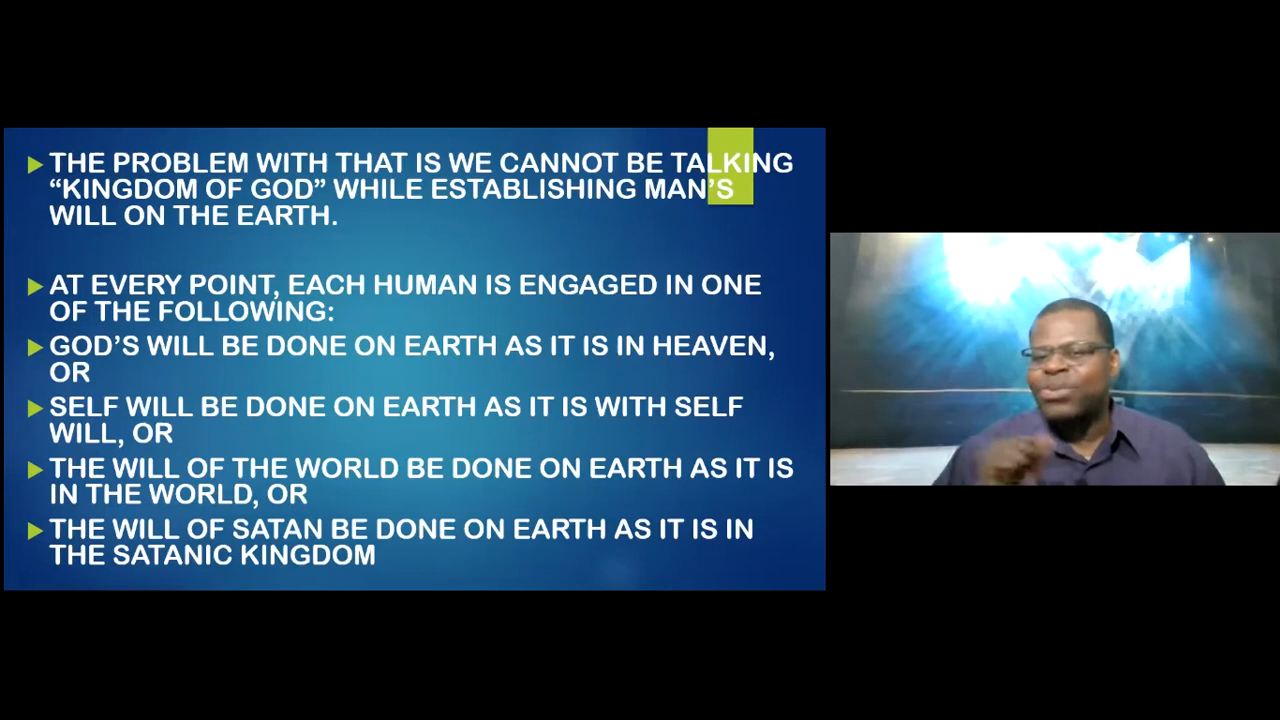 THE PROBLEM WITH THAT IS WE CANNOT BE TALKING
“KINGDOM OF GOD” WHILE ESTABLISHING MAN’S
WILL ON THE EARTH.
AT EVERY POINT, EACH HUMAN IS ENGAGED IN ONE
OF THE FOLLOWING:
GOD’S WILL BE DONE ON EARTH AS IT IS IN HEAVEN,
OR
SELF WILL BE DONE ON EARTH AS IT IS WITH SELF
WILL, OR
THE WILL OF THE WORLD BE DONE ON EARTH AS IT IS
IN THE WORLD, OR
THE WILL OF SATAN BE DONE ON EARTH AS IT IS IN
THE SATANIC KINGDOM